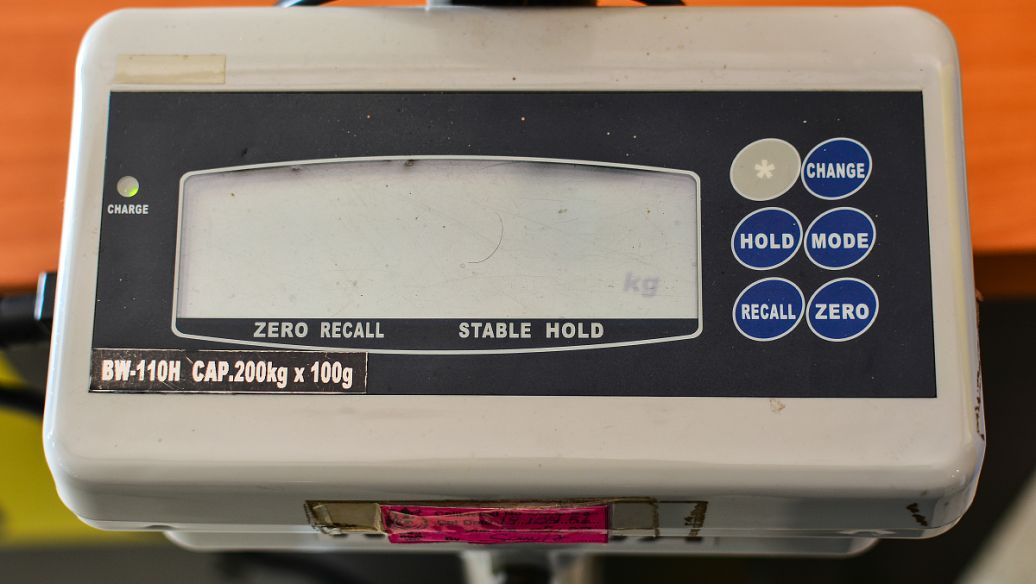 * CHANGE
CHARGE
HOLD MODE
kg
RECALL ZERO
ZERO RECALL STABLE HOLD
BW-110H CAP.200kg x 100g